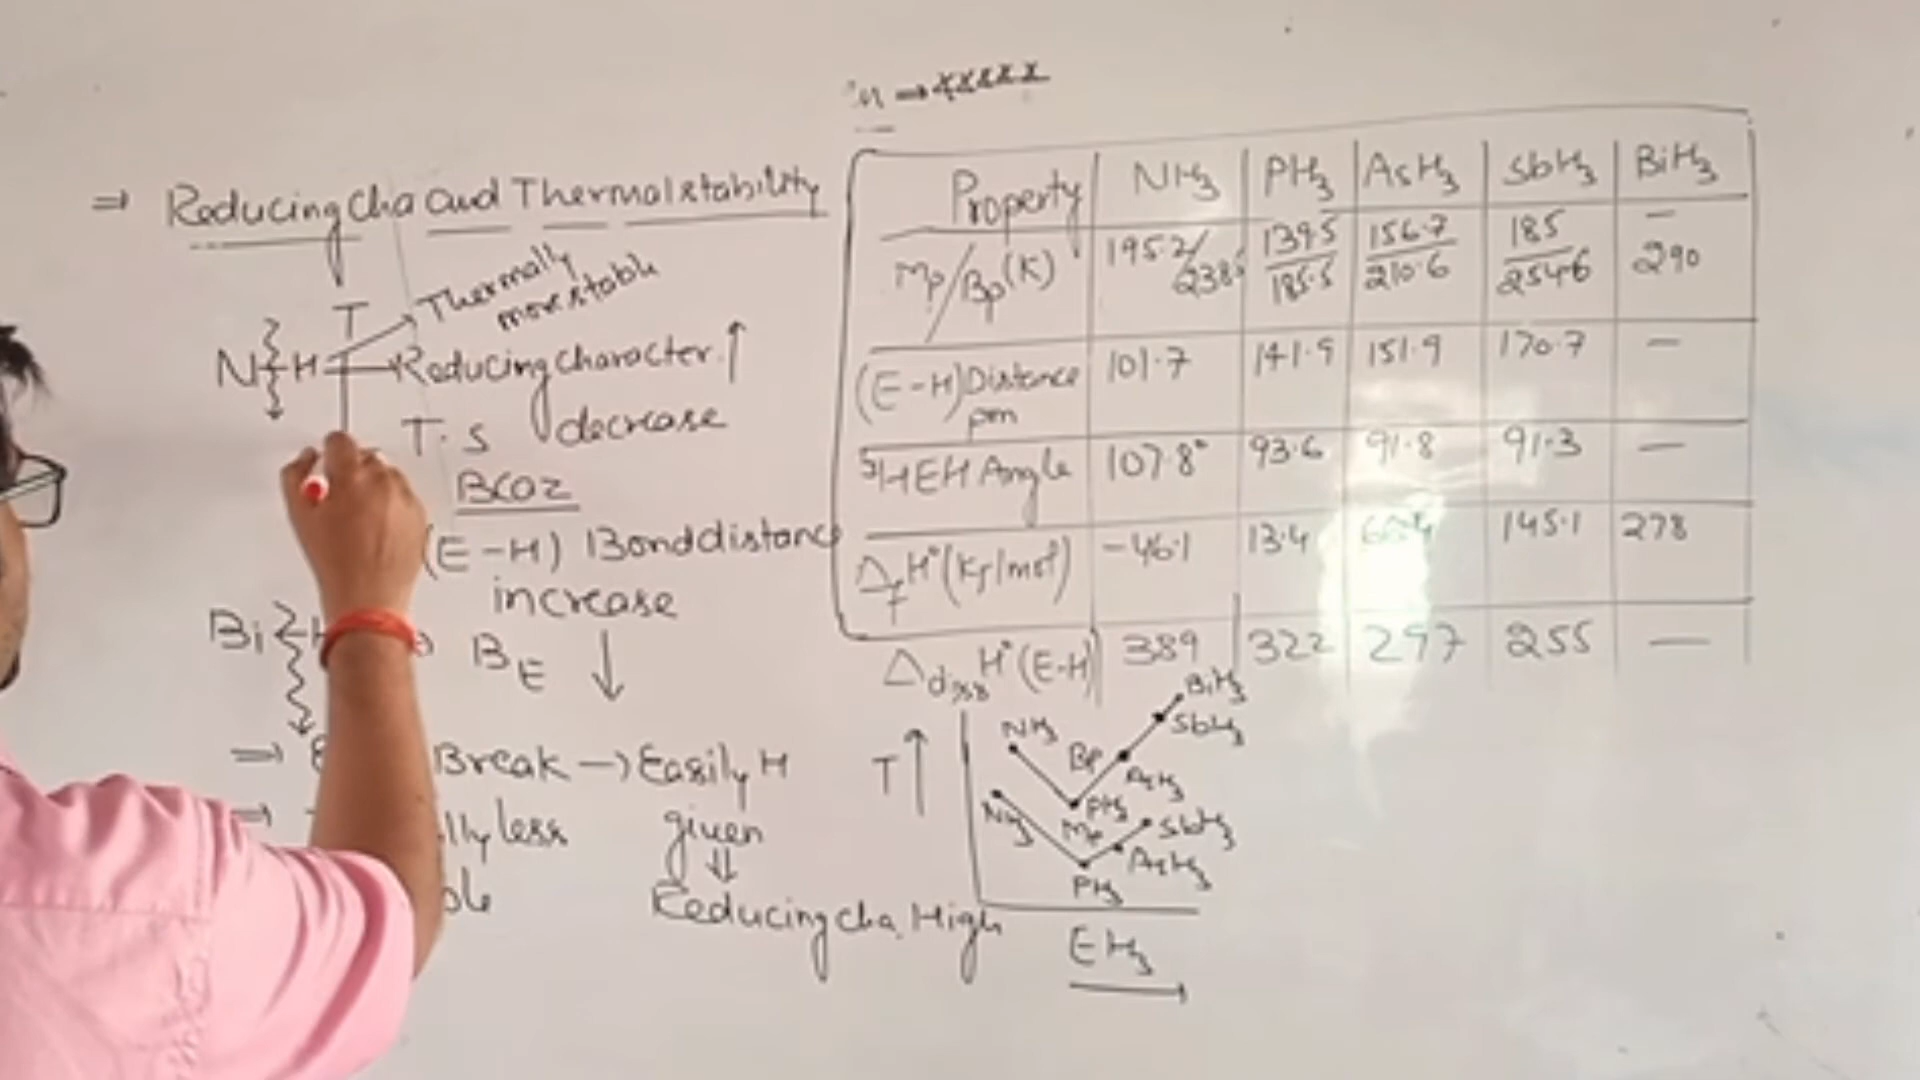 ⇒ Reducing Cha and Thermal stability
T
Thermally
more stable
N H Reducing character ↑
T.S decrease
BCOZ
(E-H) Bond distanc
increase
Bi
B_E ↓
⇒ Break → Easily H
⇒ lly less given
⇓
ble Reducing cha. High
→ xxxxx
Property NH3 PH3 AsH3 SbH3 BiH3
Mp/Bp(K) 195.2/238. 139.5/185.5 156.7/210.6 185/254.6 –/290
(E-H) Distance pm 101.7 141.9 151.9 170.7 —
HEH Angle 107.8° 93.6 91.8 91.3 —
ΔfH°(KJ/mol) -46.1 13.4 145.1 278
Δdiss H°(E-H) 389 322 297 255 —
T ↑
NH3 Bp PH3 AsH3 SbH3 BiH3
NH3 Mp PH3 AsH3 SbH3
EH3 →